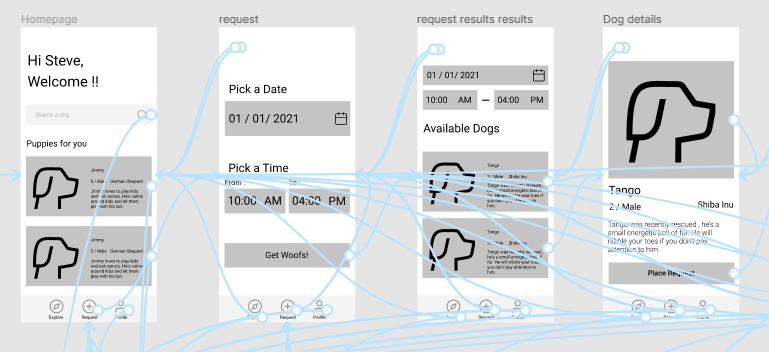 Homepage
Hi Steve,
Welcome !!
Search a dog
Puppies for you
Jimmy
5 / Male German Shepard
Jimmy loves to play kids
and eat carrots. He's calms
around kids and let them
play with his tail.
Jimmy
5 / Male German Shepard
Jimmy loves to play kids
and eat carrots. He's calms
around kids and let them
play with his tail.
Explore Request Profile
request
Pick a Date
01 / 01/ 2021
Pick a Time
From :
10:00 AM 04:00 PM
Get Woofs!
Request Profile
request results results
01 / 01/ 2021
10:00 AM — 04:00 PM
Available Dogs
Tango
2 / Male Shiba Inu
Tango was recently rescued ,
he's a small energetic ball of
fur. He will nibble your toes if
you don't pay attention to
him.
Tango
2 / Male Shiba Inu
Tango was recently rescued ,
he's a small energetic ball of
fur. He will nibble your toes if
you don't pay attention to
him.
Request Profile
Dog details
Tango
2 / Male Shiba Inu
Tango was recently rescued , he's a
small energetic ball of fur. He will
nibble your toes if you don't pay
attention to him.
Place Request
Request Profile